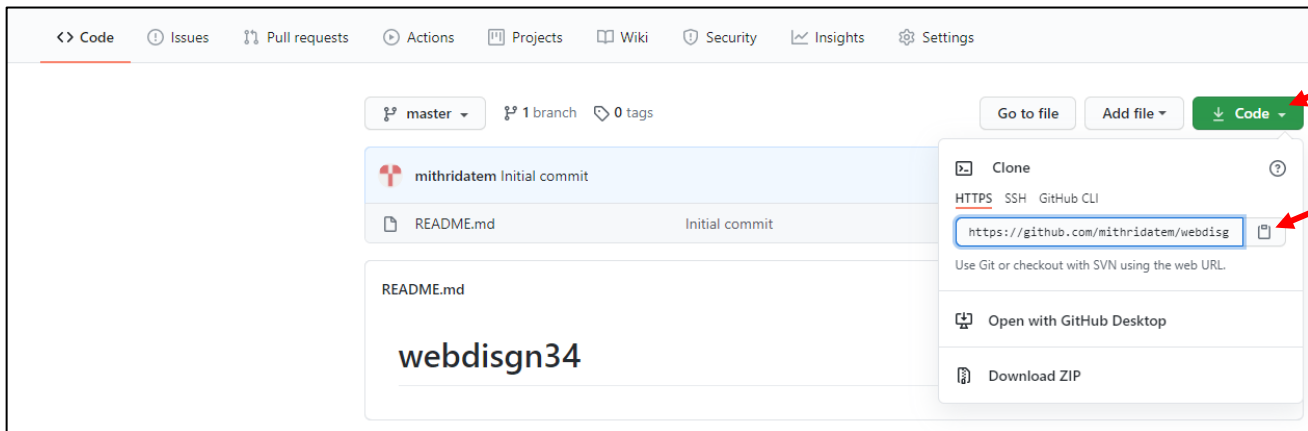 <> Code Issues Pull requests Actions Projects Wiki Security Insights Settings
master 1 branch 0 tags Go to file Add file Code
mithridatem Initial commit
README.md Initial commit
Clone
HTTPS SSH GitHub CLI
https://github.com/mithridatem/webdisg
Use Git or checkout with SVN using the web URL.
Open with GitHub Desktop
Download ZIP
README.md
webdisgn34